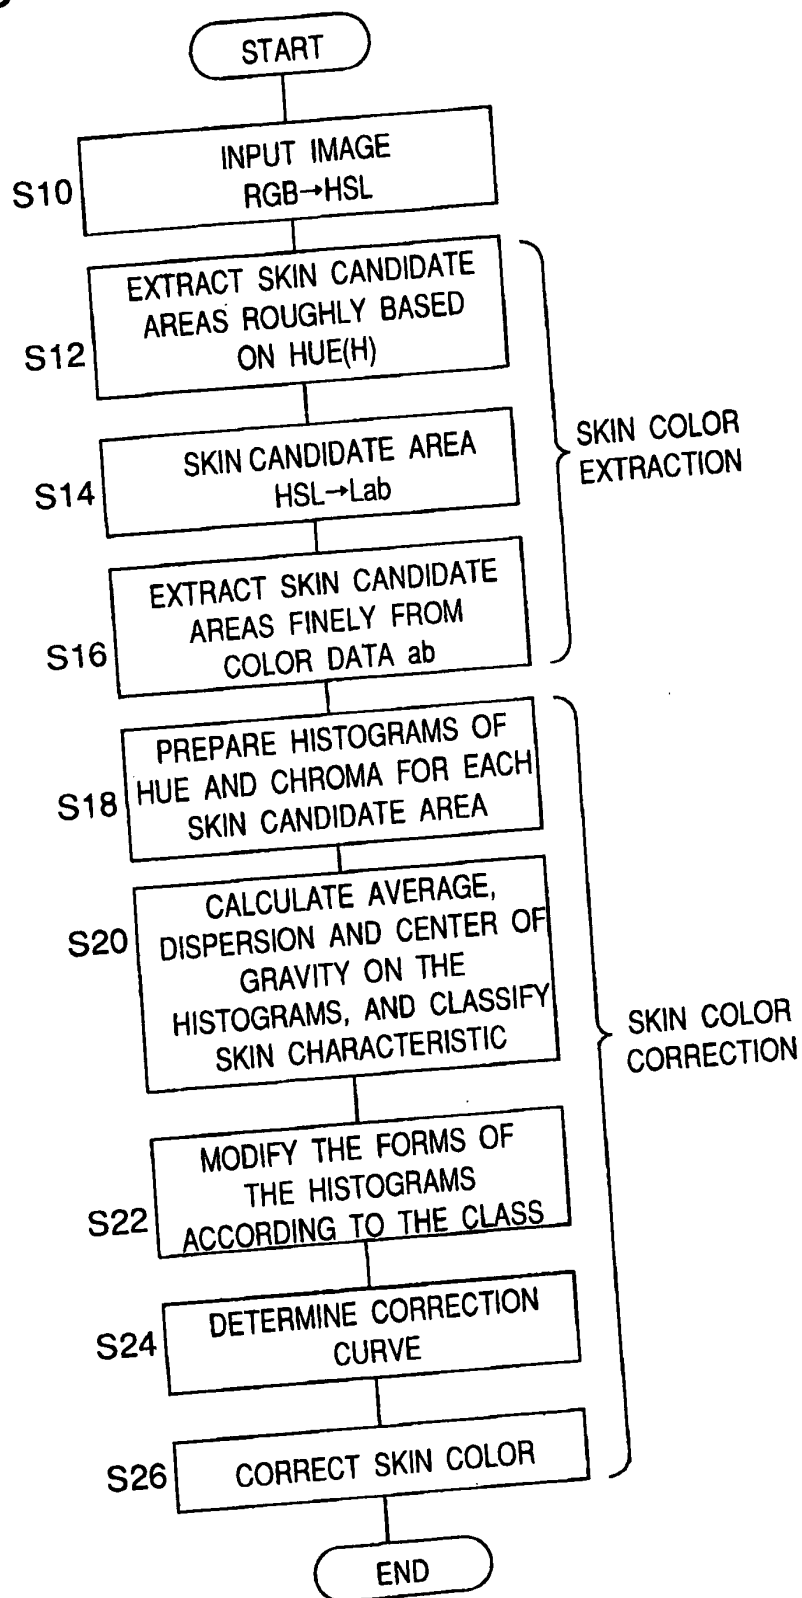 START
S10
INPUT IMAGE
RGB→HSL
S12
EXTRACT SKIN CANDIDATE
AREAS ROUGHLY BASED
ON HUE(H)
S14
SKIN CANDIDATE AREA
HSL→Lab
S16
EXTRACT SKIN CANDIDATE
AREAS FINELY FROM
COLOR DATA ab
SKIN COLOR
EXTRACTION
S18
PREPARE HISTOGRAMS OF
HUE AND CHROMA FOR EACH
SKIN CANDIDATE AREA
S20
CALCULATE AVERAGE,
DISPERSION AND CENTER OF
GRAVITY ON THE
HISTOGRAMS, AND CLASSIFY
SKIN CHARACTERISTIC
S22
MODIFY THE FORMS OF
THE HISTOGRAMS
ACCORDING TO THE CLASS
S24
DETERMINE CORRECTION
CURVE
S26
CORRECT SKIN COLOR
SKIN COLOR
CORRECTION
END